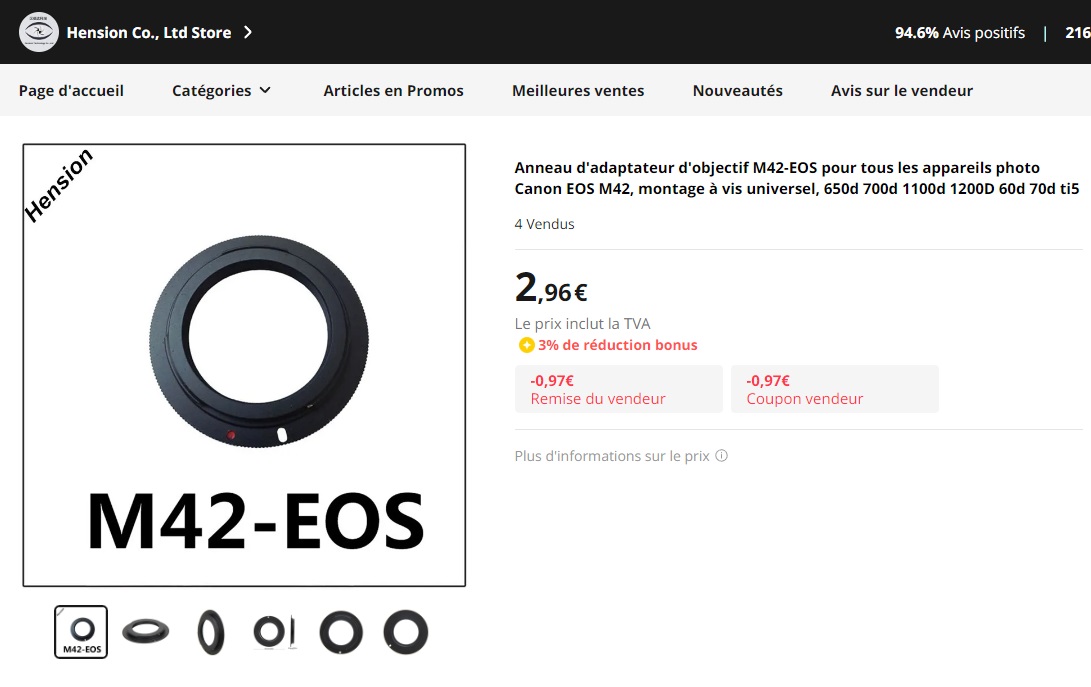 Hension Co., Ltd Store
94.6% Avis positifs | 216
Page d'accueil
Catégories
Articles en Promos
Meilleures ventes
Nouveautés
Avis sur le vendeur
Hension
M42-EOS
M42-EOS
Anneau d'adaptateur d'objectif M42-EOS pour tous les appareils photo
Canon EOS M42, montage à vis universel, 650d 700d 1100d 1200D 60d 70d ti5
4 Vendus
2,96€
Le prix inclut la TVA
3% de réduction bonus
-0,97€
Remise du vendeur
-0,97€
Coupon vendeur
Plus d'informations sur le prix